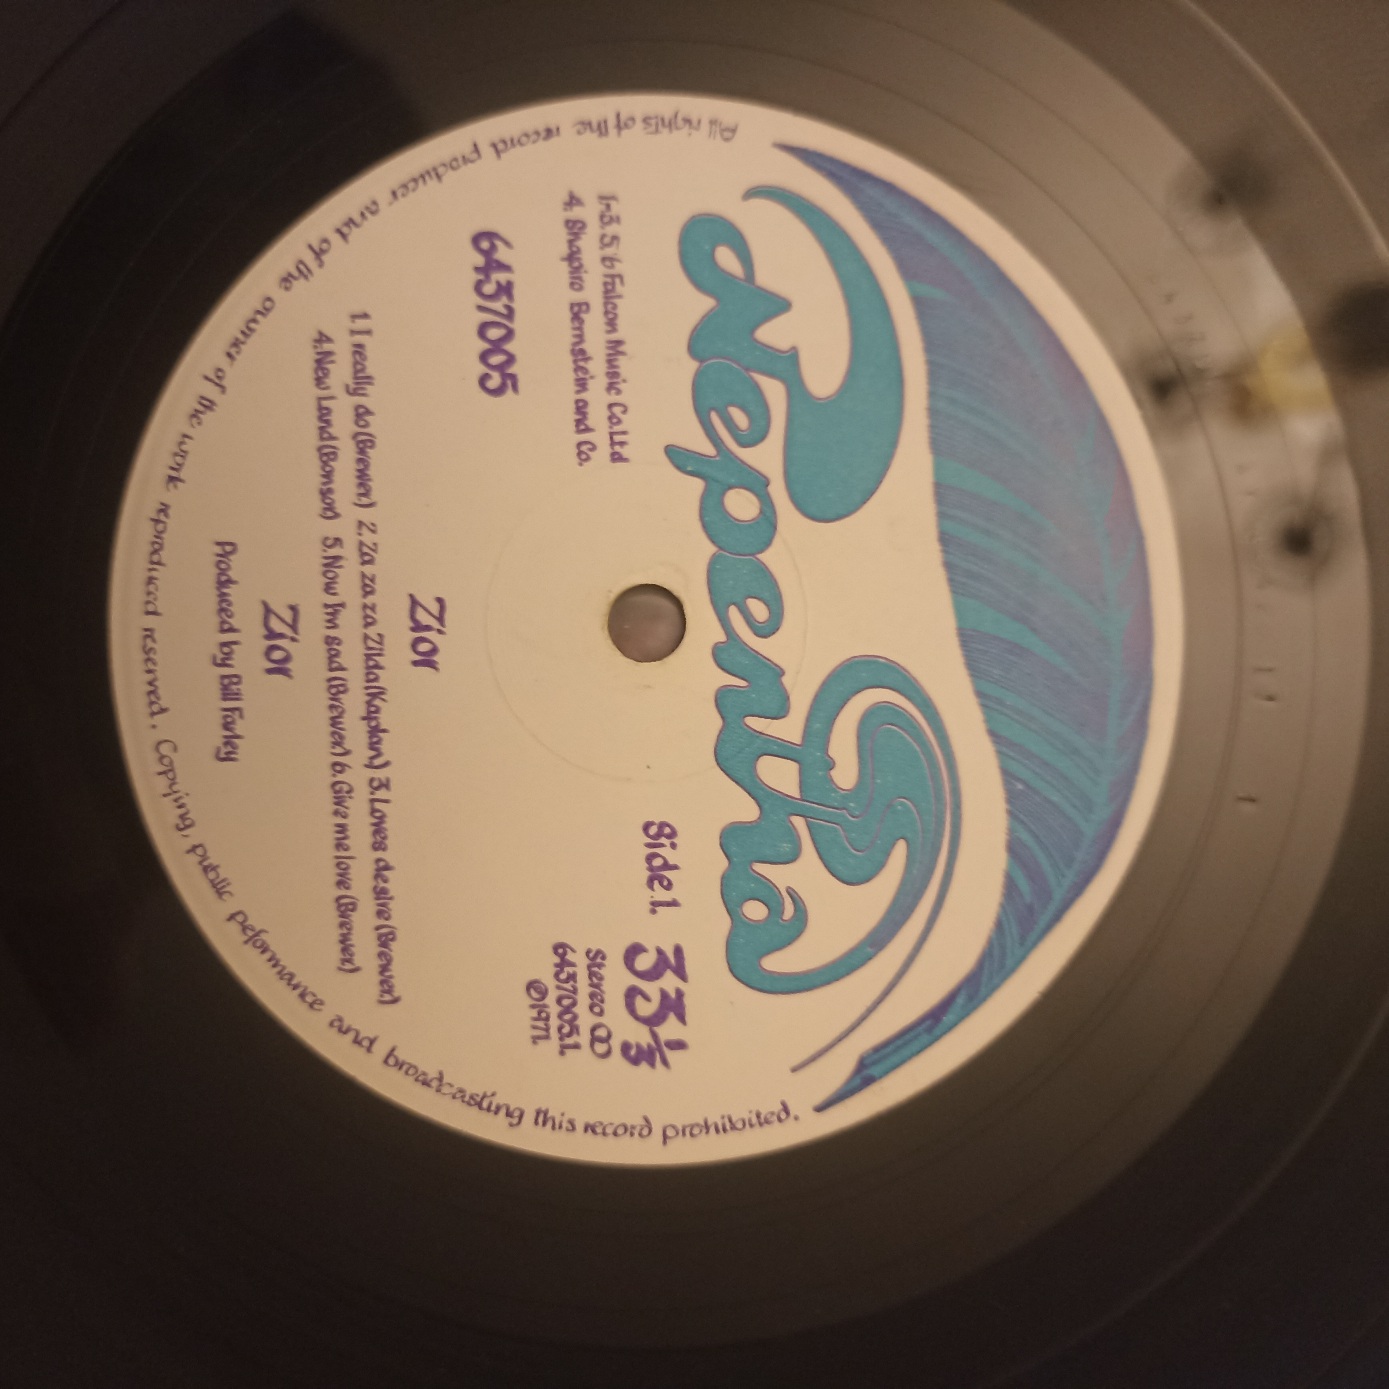 Nepentha
Side.1. 33⅓
Stereo
6437005.1.
℗1971.
1-3. 5. 6 Falcon Music Co.Ltd
4. Shapiro Bernstein and Co.
6437005
Zior
1. I really do (Brewer) 2. Za za za Zilda (Kaplan) 3. Loves desire (Brewer)
4. New Land (Bonsor) 5. Now I'm sad (Brewer) 6. Give me love (Brewer)
Zior
Produced by Bill Farley
All rights of the record producer and of the owner of the work reproduced reserved. Copying, public peformance and broadcasting this record prohibited.